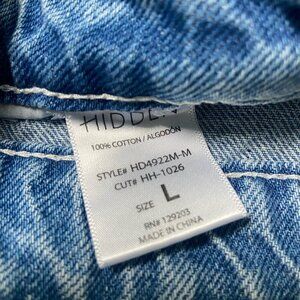 HIDDEN
100% COTTON / ALGODÓN
STYLE# HD4922M-M
CUT# HH-1026
SIZE L
RN# 129203
MADE IN CHINA